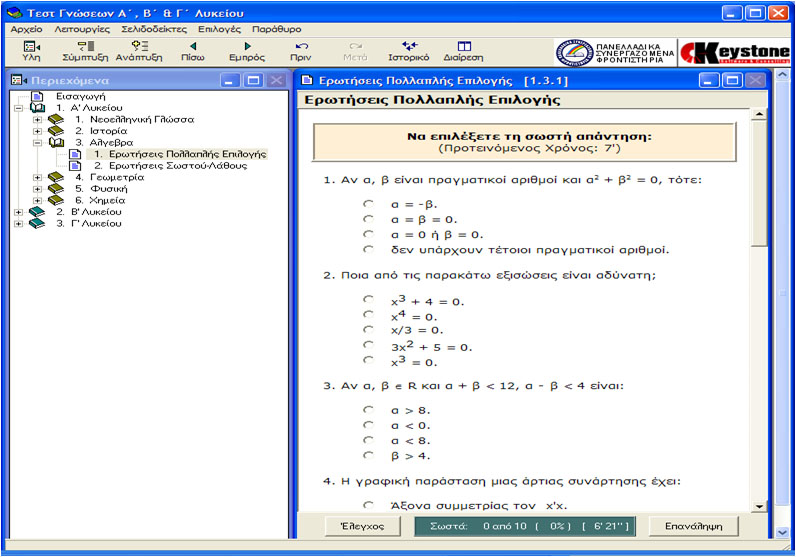 Τεστ Γνώσεων Α΄, Β΄ & Γ΄ Λυκείου
Αρχείο Λειτουργίες Σελιδοδείκτες Επιλογές Παράθυρο
Ύλη Σύμπτυξη Ανάπτυξη Πίσω Εμπρός Πριν Μετά Ιστορικό Διαίρεση
ΠΑΝΕΛΛΑΔΙΚΑ
ΣΥΝΕΡΓΑΖΟΜΕΝΑ
ΦΡΟΝΤΙΣΤΗΡΙΑ
Keystone
Software & Consulting
Περιεχόμενα
Εισαγωγή
1. Α' Λυκείου
1. Νεοελληνική Γλώσσα
2. Ιστορία
3. Άλγεβρα
1. Ερωτήσεις Πολλαπλής Επιλογής
2. Ερωτήσεις Σωστού-Λάθους
4. Γεωμετρία
5. Φυσική
6. Χημεία
2. Β' Λυκείου
3. Γ' Λυκείου
Ερωτήσεις Πολλαπλής Επιλογής [1.3.1]
Ερωτήσεις Πολλαπλής Επιλογής
Να επιλέξετε τη σωστή απάντηση:
(Προτεινόμενος Χρόνος: 7')
1. Αν α, β είναι πραγματικοί αριθμοί και α² + β² = 0, τότε:
α = -β.
α = β = 0.
α = 0 ή β = 0.
δεν υπάρχουν τέτοιοι πραγματικοί αριθμοί.
2. Ποια από τις παρακάτω εξισώσεις είναι αδύνατη;
x³ + 4 = 0.
x⁴ = 0.
x/3 = 0.
3x² + 5 = 0.
x³ = 0.
3. Αν α, β ∈ R και α + β < 12, α - β < 4 είναι:
α > 8.
α < 0.
α < 8.
β > 4.
4. Η γραφική παράσταση μιας άρτιας συνάρτησης έχει:
Άξονα συμμετρίας τον x'x.
Έλεγχος Σωστά: 0 από 10 ( 0% ) [ 6' 21'' ] Επανάληψη